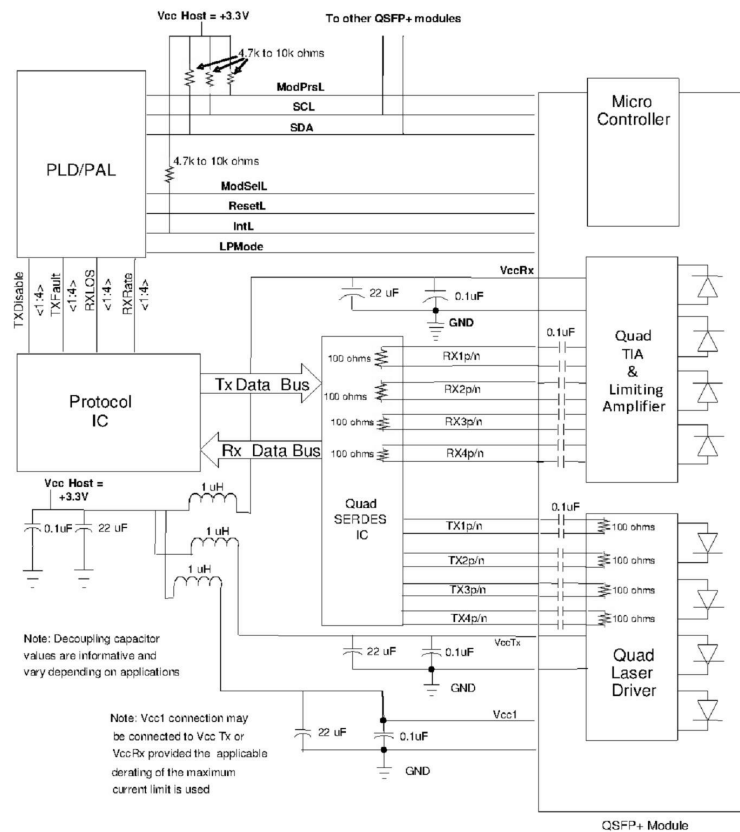 Vcc Host = +3.3V
To other QSFP+ modules
4.7k to 10k ohms
ModPrsL
SCL
SDA
4.7k to 10k ohms
ModSelL
ResetL
IntL
LPMode
PLD/PAL
Micro
Controller
TXDisable
<1:4>
TXFault
<1:4>
RXLOS
<1:4>
RXRate
<1:4>
VccRx
22 uF
0.1uF
GND
0.1uF
Quad
TIA
&
Limiting
Amplifier
100 ohms
RX1p/n
100 ohms
RX2p/n
100 ohms
RX3p/n
100 ohms
RX4p/n
Protocol
IC
Tx Data Bus
Rx Data Bus
Vcc Host =
+3.3V
0.1uF
22 uF
1 uH
1 uH
1 uH
Quad
SERDES
IC
0.1uF
TX1p/n
100 ohms
TX2p/n
100 ohms
TX3p/n
100 ohms
TX4p/n
100 ohms
Quad
Laser
Driver
Note: Decoupling capacitor
values are informative and
vary depending on applications
VccTx
22 uF
0.1uF
GND
Vcc1
22 uF
0.1uF
GND
Note: Vcc1 connection may
be connected to Vcc Tx or
VccRx provided the applicable
derating of the maximum
current limit is used
QSFP+ Module